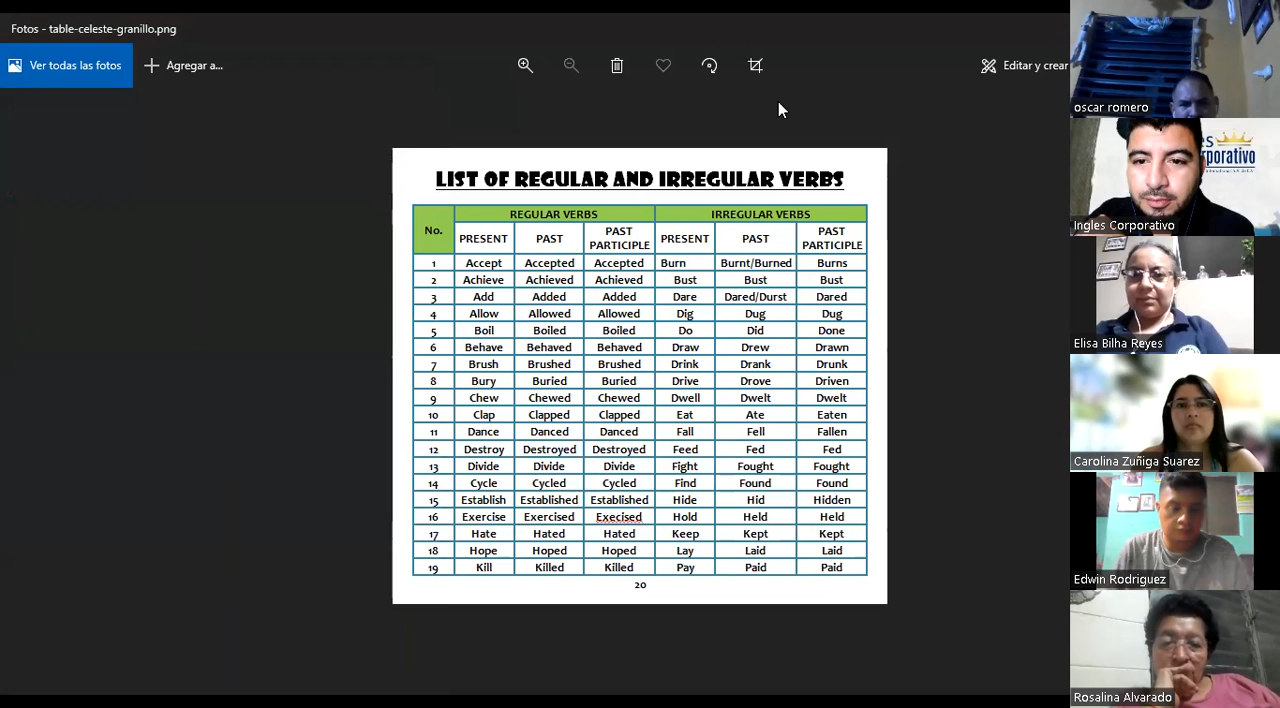 Fotos - table-celeste-granillo.png
Ver todas las fotos
Agregar a...
Editar y crear
LIST OF REGULAR AND IRREGULAR VERBS
No. REGULAR VERBS IRREGULAR VERBS
PRESENT PAST PAST PARTICIPLE PRESENT PAST PAST PARTICIPLE
1 Accept Accepted Accepted Burn Burnt/Burned Burns
2 Achieve Achieved Achieved Bust Bust Bust
3 Add Added Added Dare Dared/Durst Dared
4 Allow Allowed Allowed Dig Dug Dug
5 Boil Boiled Boiled Do Did Done
6 Behave Behaved Behaved Draw Drew Drawn
7 Brush Brushed Brushed Drink Drank Drunk
8 Bury Buried Buried Drive Drove Driven
9 Chew Chewed Chewed Dwell Dwelt Dwelt
10 Clap Clapped Clapped Eat Ate Eaten
11 Dance Danced Danced Fall Fell Fallen
12 Destroy Destroyed Destroyed Feed Fed Fed
13 Divide Divide Divide Fight Fought Fought
14 Cycle Cycled Cycled Find Found Found
15 Establish Established Established Hide Hid Hidden
16 Exercise Exercised Execised Hold Held Held
17 Hate Hated Hated Keep Kept Kept
18 Hope Hoped Hoped Lay Laid Laid
19 Kill Killed Killed Pay Paid Paid
20
oscar romero
Ingles Corporativo
Elisa Bilha Reyes
Carolina Zuñiga Suarez
Edwin Rodriguez
Rosalina Alvarado